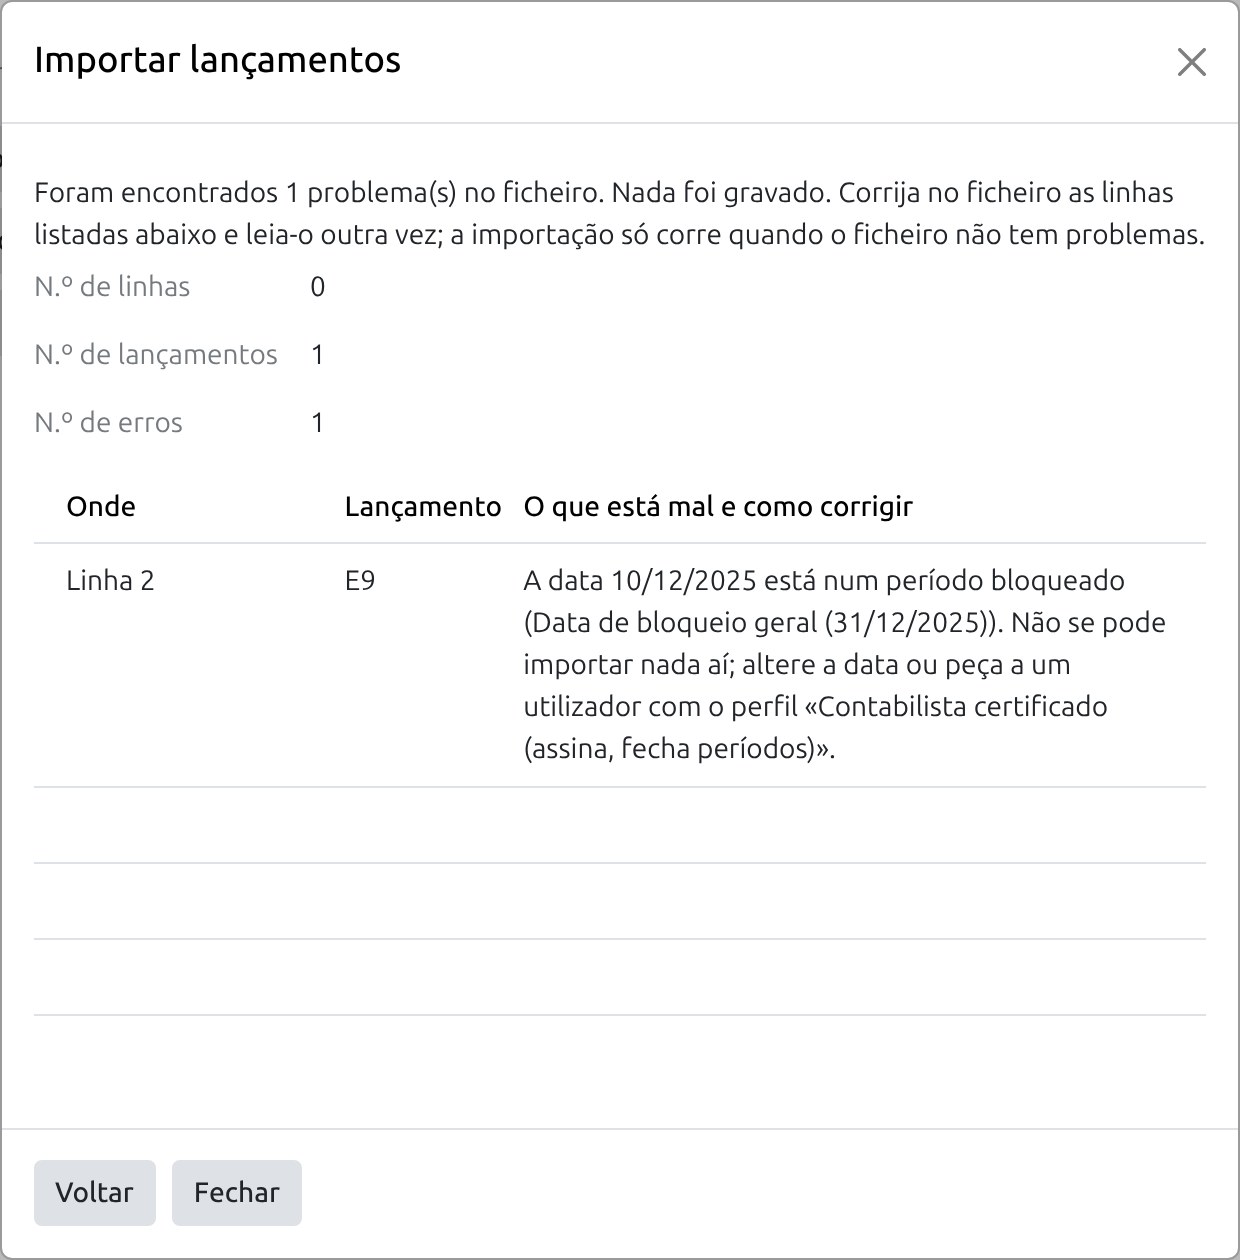 Importar lançamentos
Foram encontrados 1 problema(s) no ficheiro. Nada foi gravado. Corrija no ficheiro as linhas
listadas abaixo e leia-o outra vez; a importação só corre quando o ficheiro não tem problemas.
N.º de linhas 0
N.º de lançamentos 1
N.º de erros 1
Onde Lançamento O que está mal e como corrigir
Linha 2 E9 A data 10/12/2025 está num período bloqueado
(Data de bloqueio geral (31/12/2025)). Não se pode
importar nada aí; altere a data ou peça a um
utilizador com o perfil «Contabilista certificado
(assina, fecha períodos)».
Voltar Fechar